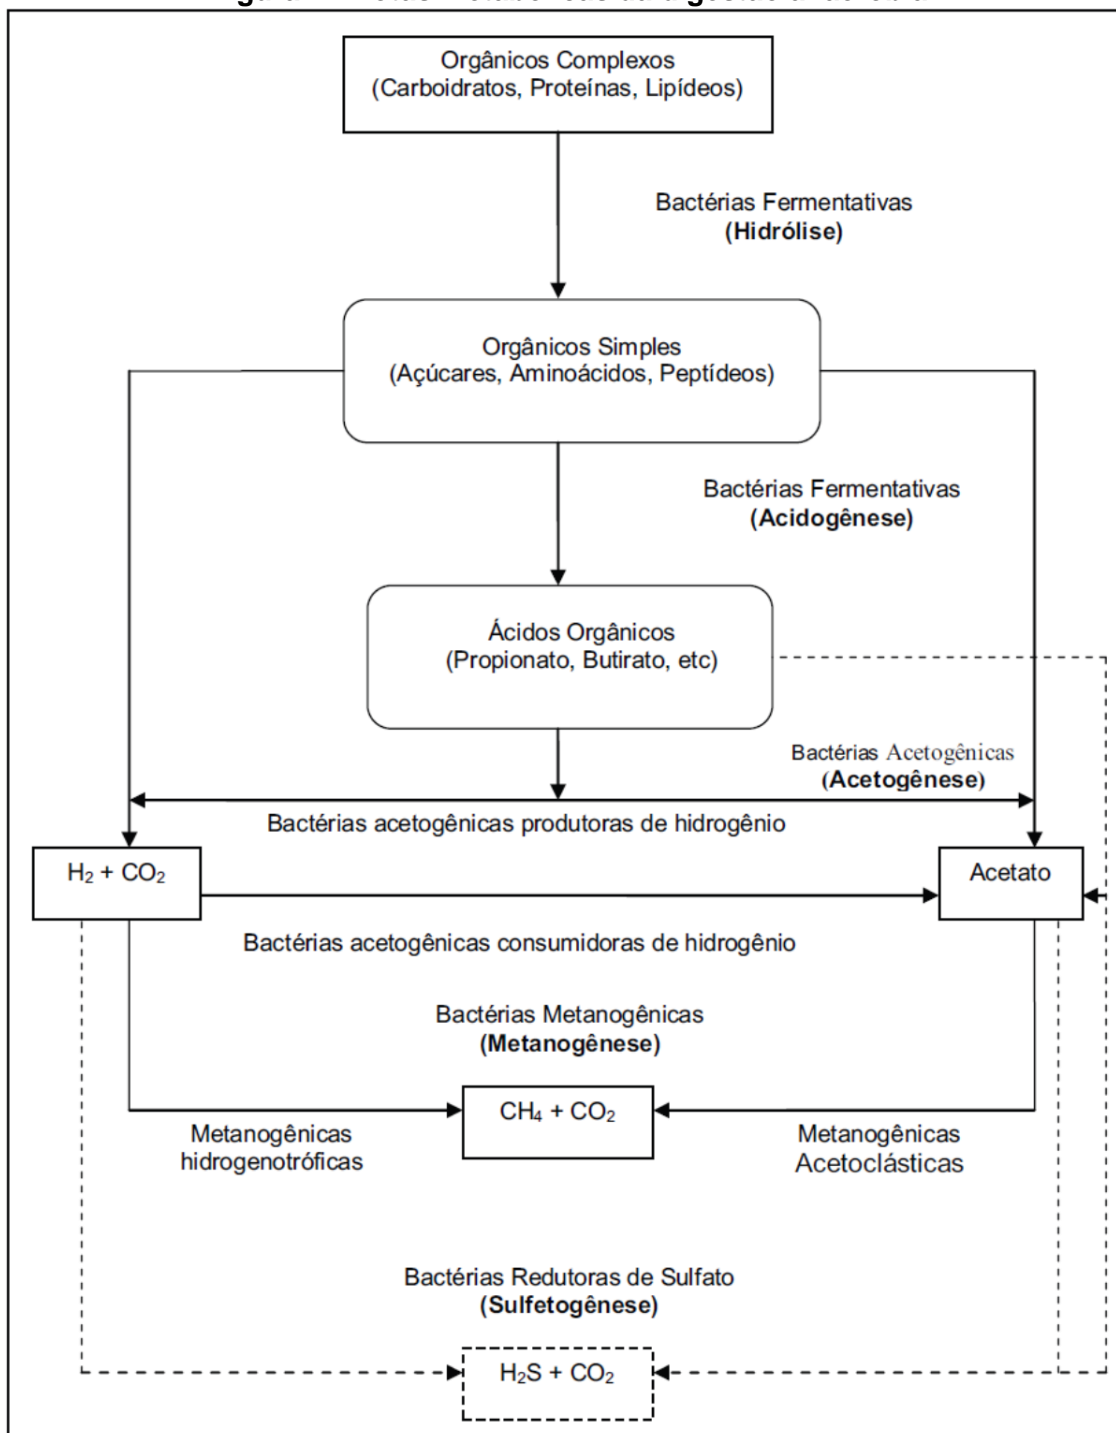 Orgânicos Complexos
(Carboidratos, Proteínas, Lipídeos)
Bactérias Fermentativas
(Hidrólise)
Orgânicos Simples
(Açúcares, Aminoácidos, Peptídeos)
Bactérias Fermentativas
(Acidogênese)
Ácidos Orgânicos
(Propionato, Butirato, etc)
Bactérias Acetogênicas
(Acetogênese)
Bactérias acetogênicas produtoras de hidrogênio
H₂ + CO₂
Acetato
Bactérias acetogênicas consumidoras de hidrogênio
Bactérias Metanogênicas
(Metanogênese)
CH₄ + CO₂
Metanogênicas
hidrogenotróficas
Metanogênicas
Acetoclásticas
Bactérias Redutoras de Sulfato
(Sulfetogênese)
H₂S + CO₂